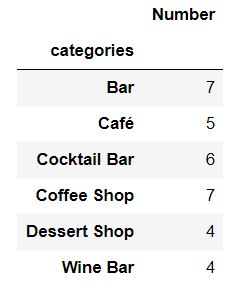 Number
categories
Bar 7
Café 5
Cocktail Bar 6
Coffee Shop 7
Dessert Shop 4
Wine Bar 4